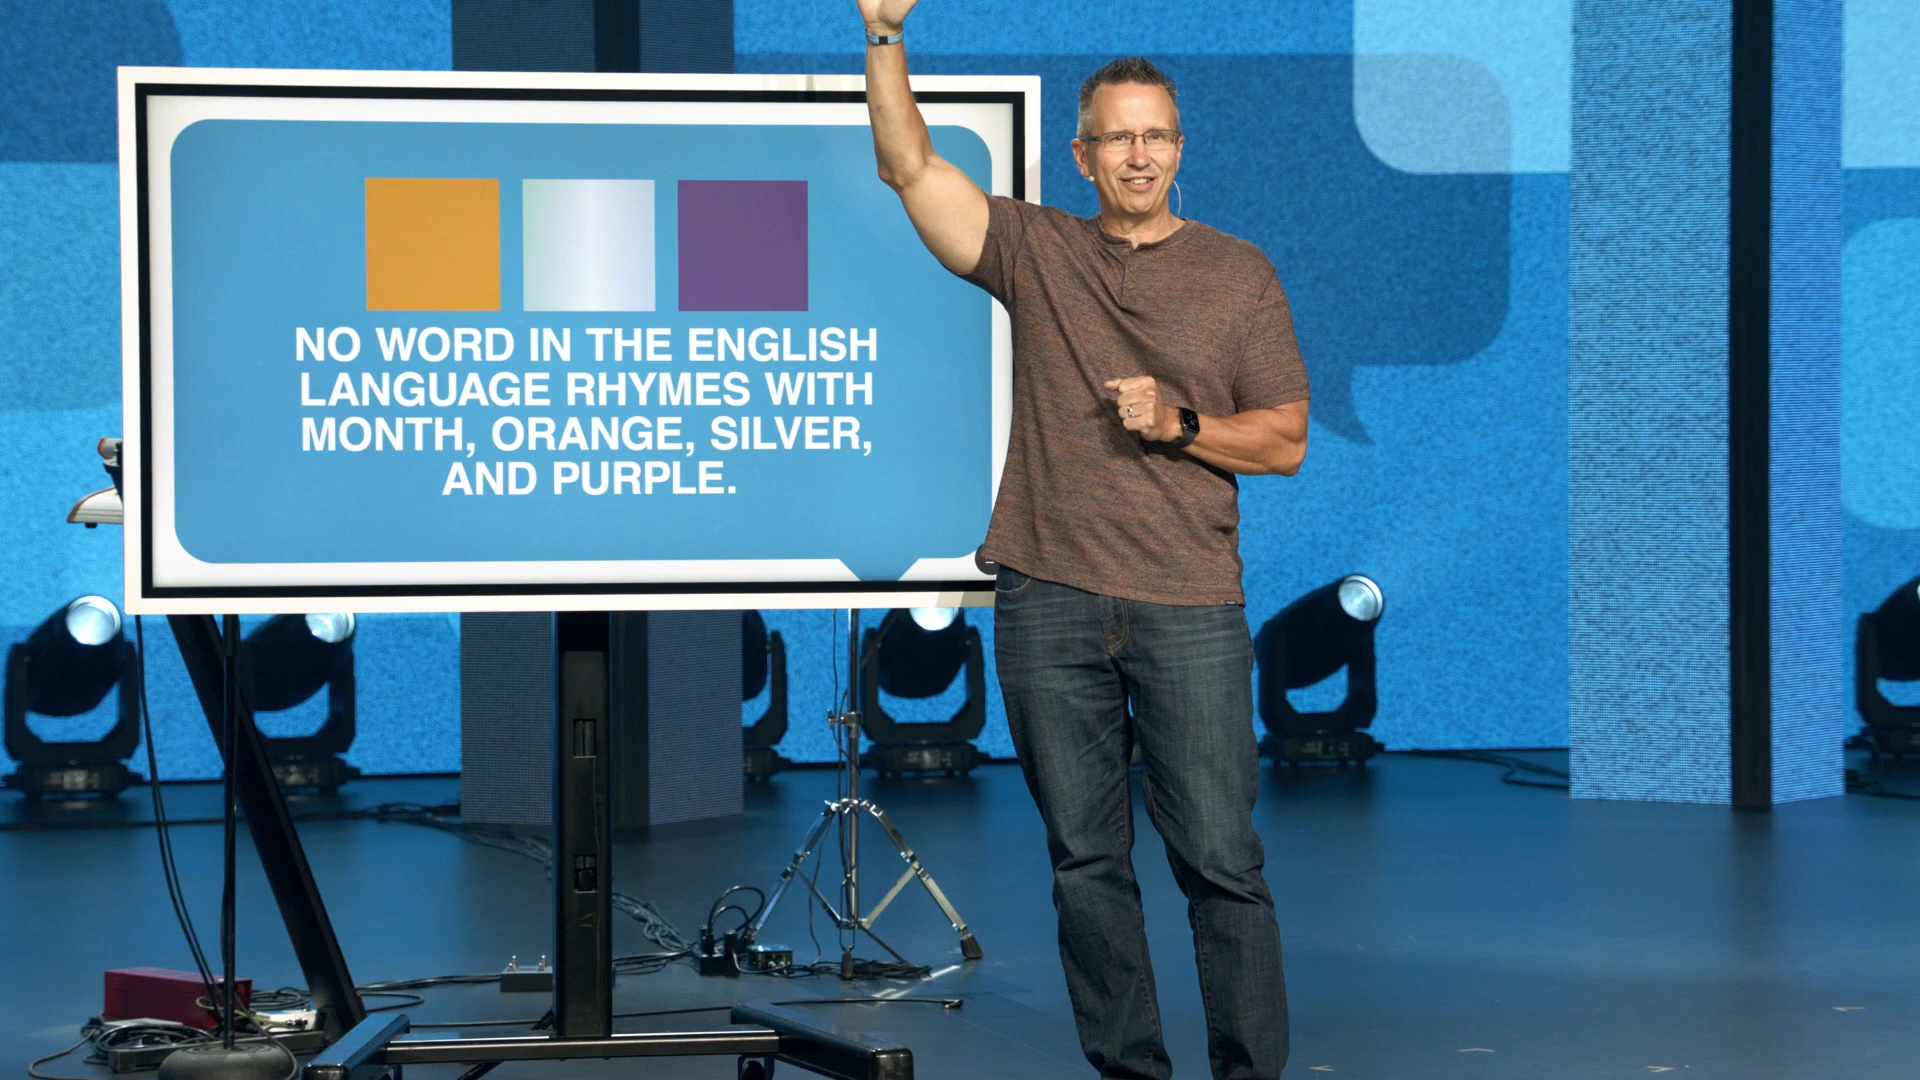 NO WORD IN THE ENGLISH
LANGUAGE RHYMES WITH
MONTH, ORANGE, SILVER,
AND PURPLE.